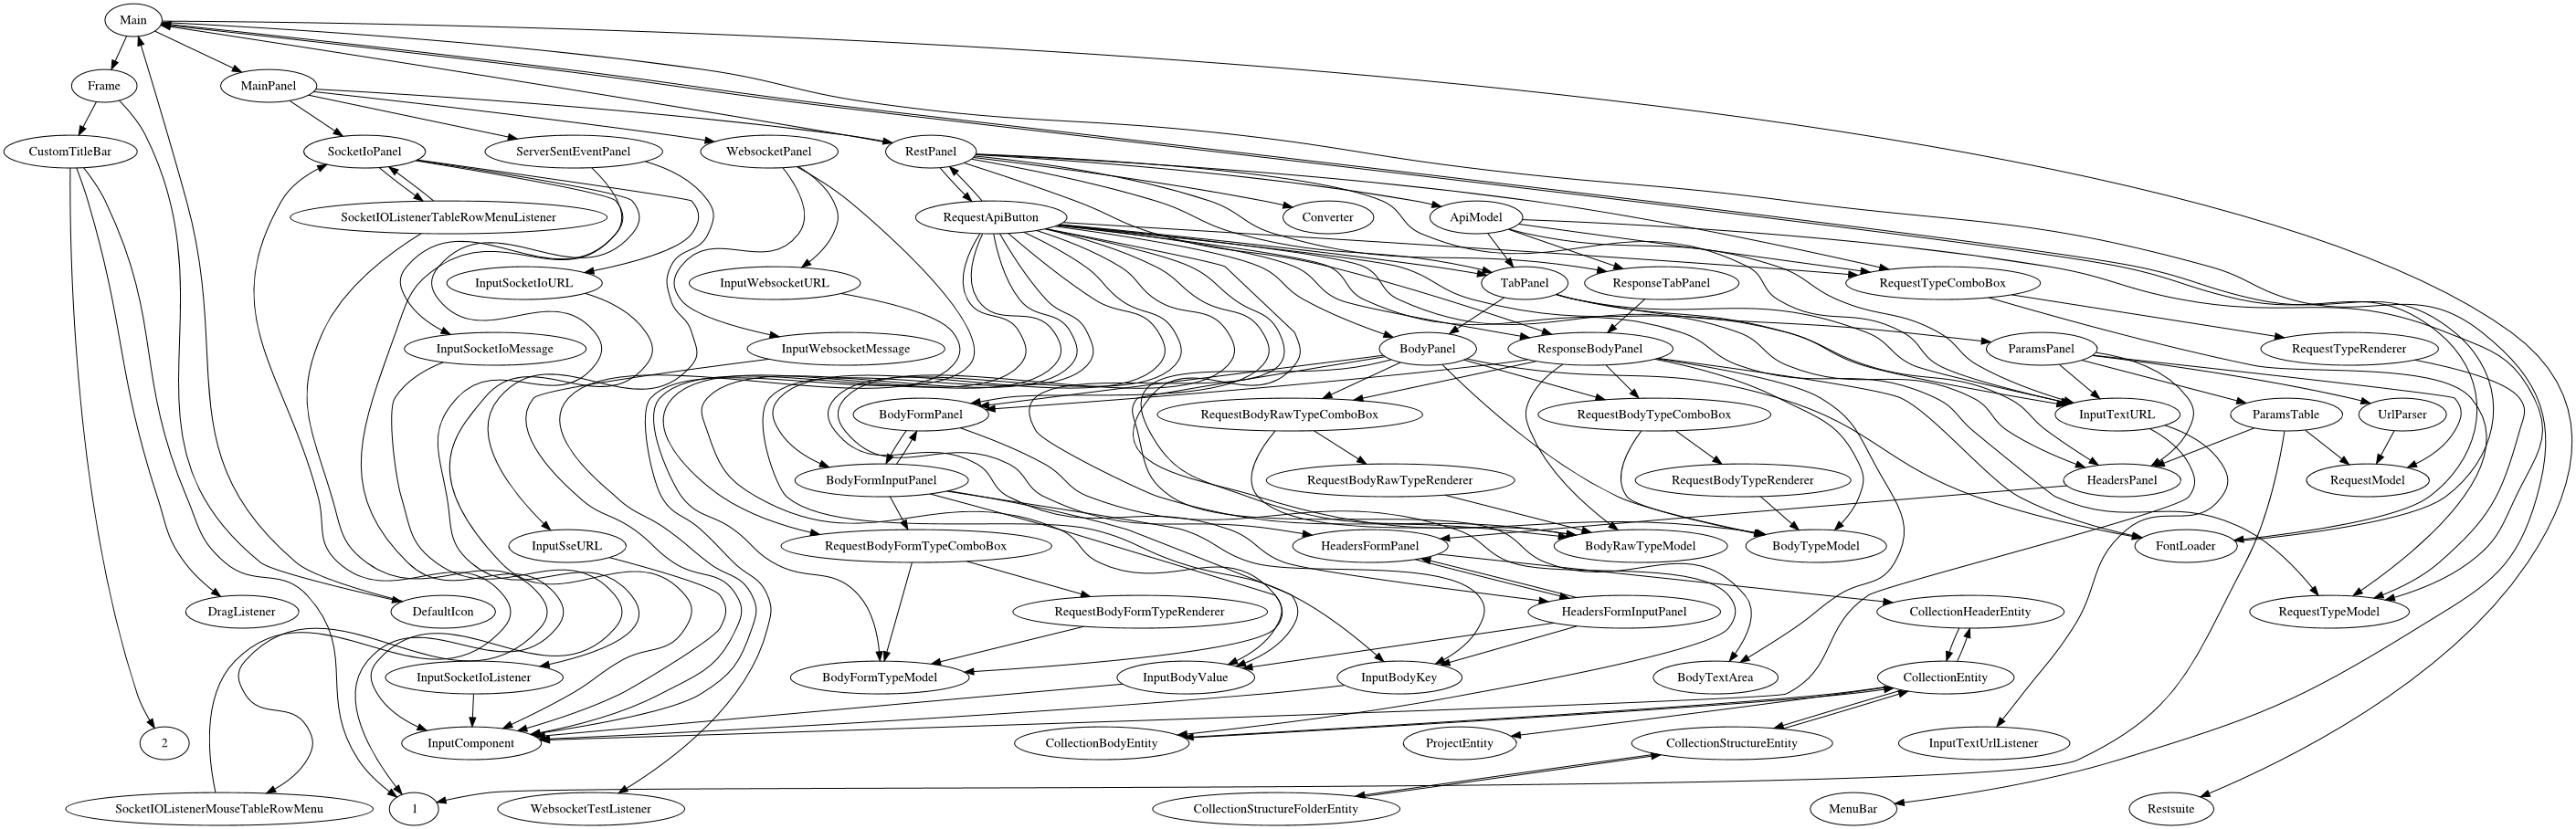 Main
Frame
MainPanel
CustomTitleBar
SocketIoPanel
ServerSentEventPanel
WebsocketPanel
RestPanel
SocketIOListenerTableRowMenuListener
RequestApiButton
Converter
ApiModel
InputSocketIoURL
InputWebsocketURL
TabPanel
ResponseTabPanel
RequestTypeComboBox
InputSocketIoMessage
InputWebsocketMessage
BodyPanel
ResponseBodyPanel
ParamsPanel
RequestTypeRenderer
BodyFormPanel
RequestBodyRawTypeComboBox
RequestBodyTypeComboBox
InputTextURL
ParamsTable
UrlParser
BodyFormInputPanel
RequestBodyRawTypeRenderer
RequestBodyTypeRenderer
HeadersPanel
RequestModel
InputSseURL
RequestBodyFormTypeComboBox
HeadersFormPanel
BodyRawTypeModel
BodyTypeModel
FontLoader
DragListener
DefaultIcon
RequestBodyFormTypeRenderer
HeadersFormInputPanel
CollectionHeaderEntity
RequestTypeModel
InputSocketIoListener
BodyFormTypeModel
InputBodyValue
InputBodyKey
BodyTextArea
CollectionEntity
2
InputComponent
CollectionBodyEntity
ProjectEntity
CollectionStructureEntity
InputTextUrlListener
SocketIOListenerMouseTableRowMenu
1
WebsocketTestListener
CollectionStructureFolderEntity
MenuBar
Restsuite